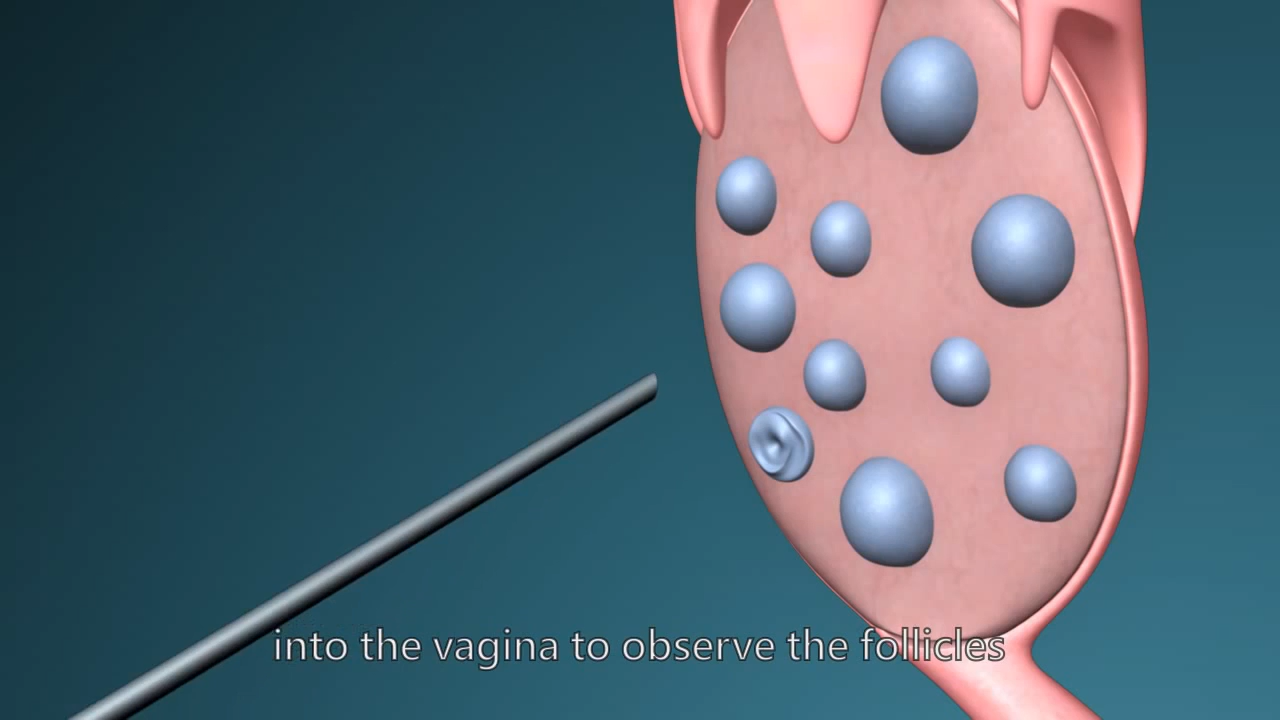 into the vagina to observe the follicles